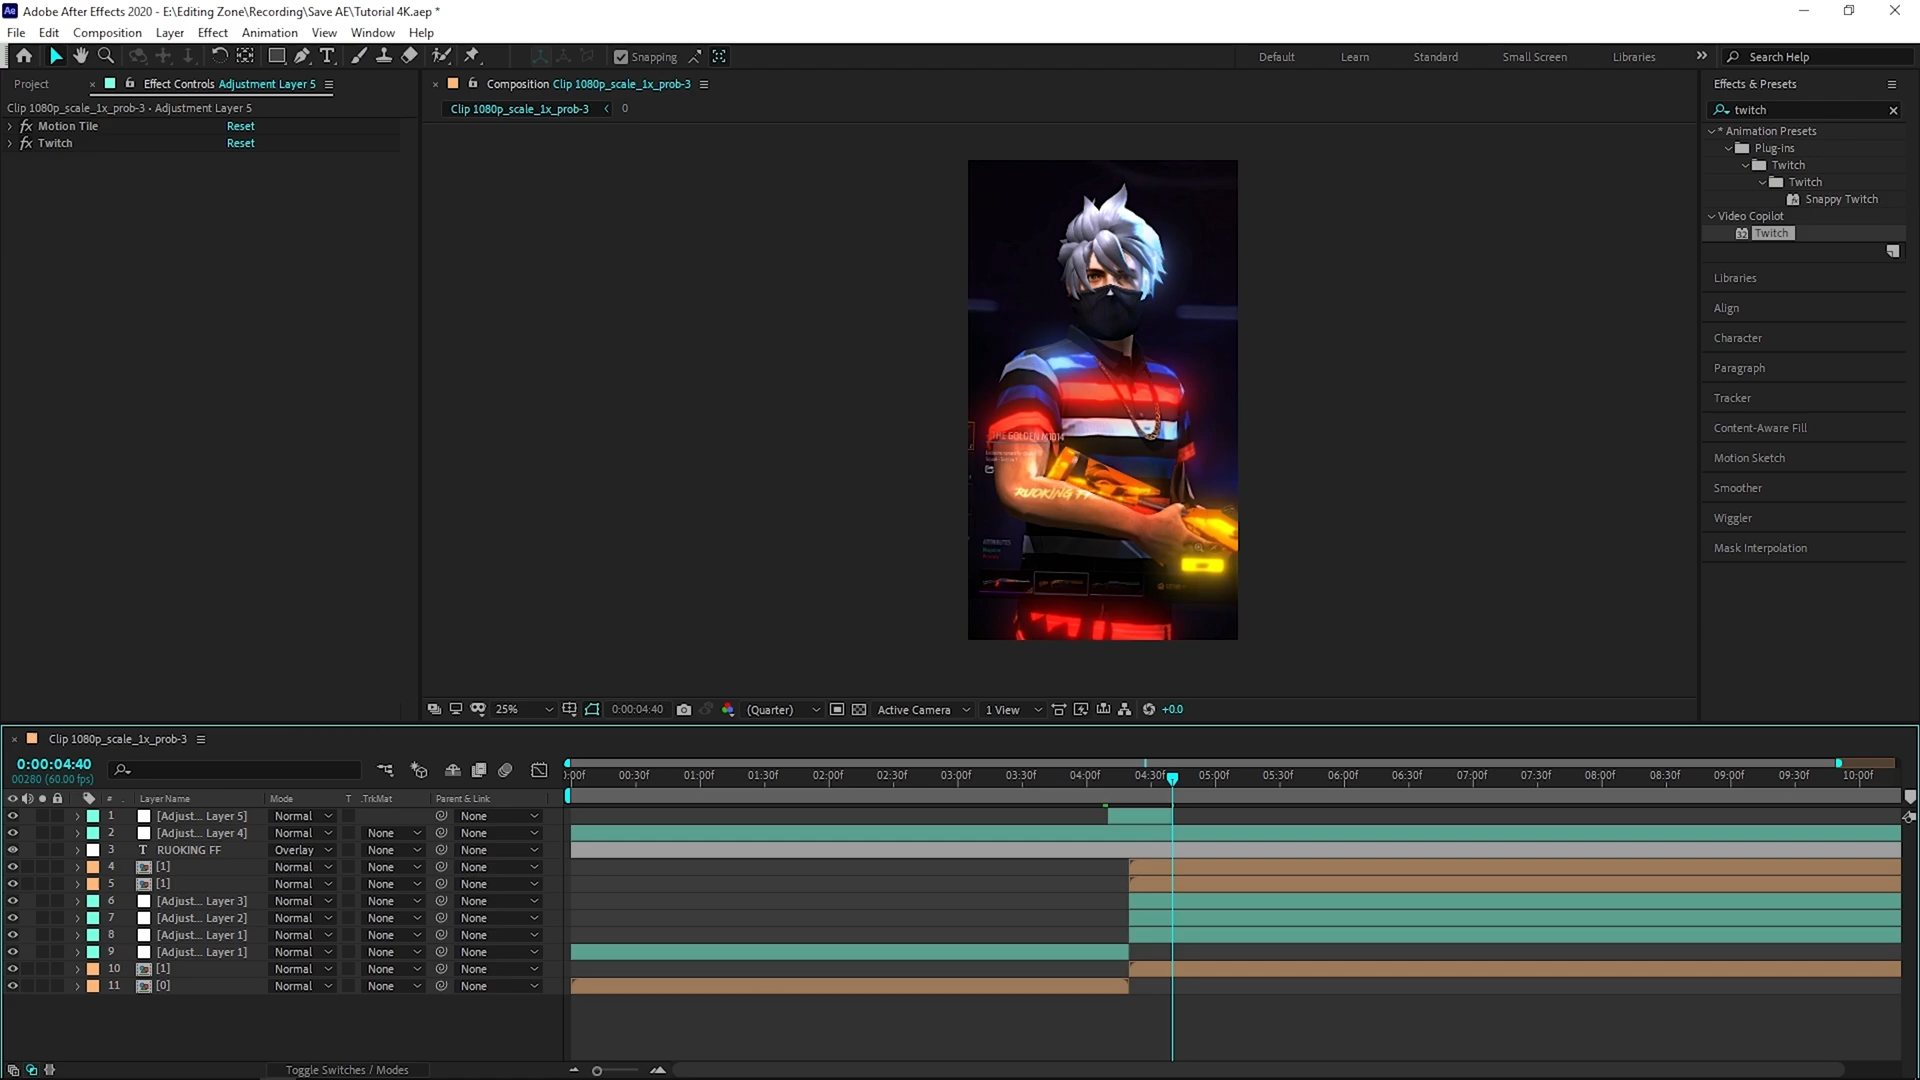 Adobe After Effects 2020 - E:\Editing Zone\Recording\Save AE\Tutorial 4K.aep *
File Edit Composition Layer Effect Animation View Window Help
Snapping Default Learn Standard Small Screen Libraries Search Help
Project Effect Controls Adjustment Layer 5
Clip 1080p_scale_1x_prob-3 • Adjustment Layer 5
fx Motion Tile Reset
fx Twitch Reset
Composition Clip 1080p_scale_1x_prob-3
Clip 1080p_scale_1x_prob-3 0
THE GOLDEN M1014
RUOKING FF
25% 0:00:04:40 (Quarter) Active Camera 1 View +0.0
Effects & Presets
twitch
* Animation Presets
Plug-ins
Twitch
Twitch
Snappy Twitch
Video Copilot
32 Twitch
Libraries
Align
Character
Paragraph
Tracker
Content-Aware Fill
Motion Sketch
Smoother
Wiggler
Mask Interpolation
Clip 1080p_scale_1x_prob-3
0:00:04:40
00280 (60.00 fps)
00f 00:30f 01:00f 01:30f 02:00f 02:30f 03:00f 03:30f 04:00f 04:30f 05:00f 05:30f 06:00f 06:30f 07:00f 07:30f 08:00f 08:30f 09:00f 09:30f 10:00f
# Layer Name Mode T .TrkMat Parent & Link
1 [Adjust... Layer 5] Normal None
2 [Adjust... Layer 4] Normal None None
3 T RUOKING FF Overlay None None
4 [1] Normal None None
5 [1] Normal None None
6 [Adjust... Layer 3] Normal None None
7 [Adjust... Layer 2] Normal None None
8 [Adjust... Layer 1] Normal None None
9 [Adjust... Layer 1] Normal None None
10 [1] Normal None None
11 [0] Normal None None
Toggle Switches / Modes